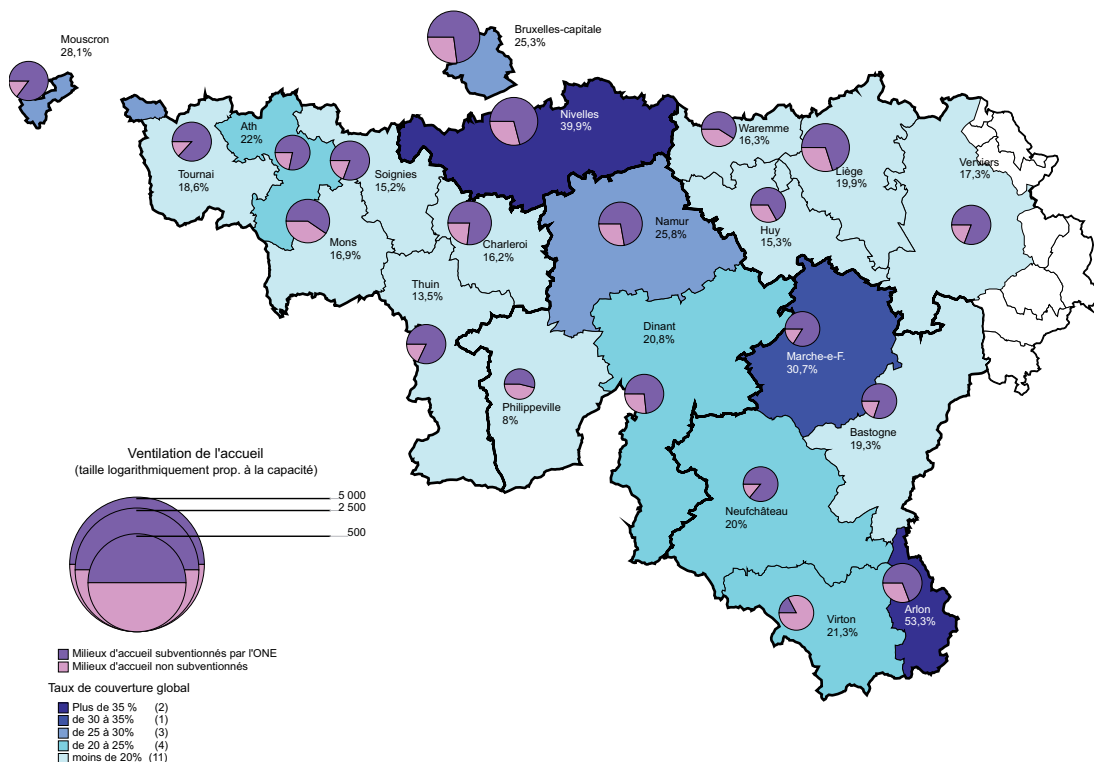 Mouscron
28,1%
Bruxelles-capitale
25,3%
Nivelles
39,9%
Ath
22%
Tournai
18,6%
Soignies
15,2%
Mons
16,9%
Charleroi
16,2%
Thuin
13,5%
Namur
25,8%
Waremme
16,3%
Liège
19,9%
Verviers
17,3%
Huy
15,3%
Dinant
20,8%
Marche-e-F.
30,7%
Philippeville
8%
Bastogne
19,3%
Neufchâteau
20%
Virton
21,3%
Arlon
53,3%
Ventilation de l'accueil
(taille logarithmiquement prop. à la capacité)
5 000
2 500
500
Milieux d'accueil subventionnés par l'ONE
Milieux d'accueil non subventionnés
Taux de couverture global
Plus de 35 % (2)
de 30 à 35% (1)
de 25 à 30% (3)
de 20 à 25% (4)
moins de 20% (11)